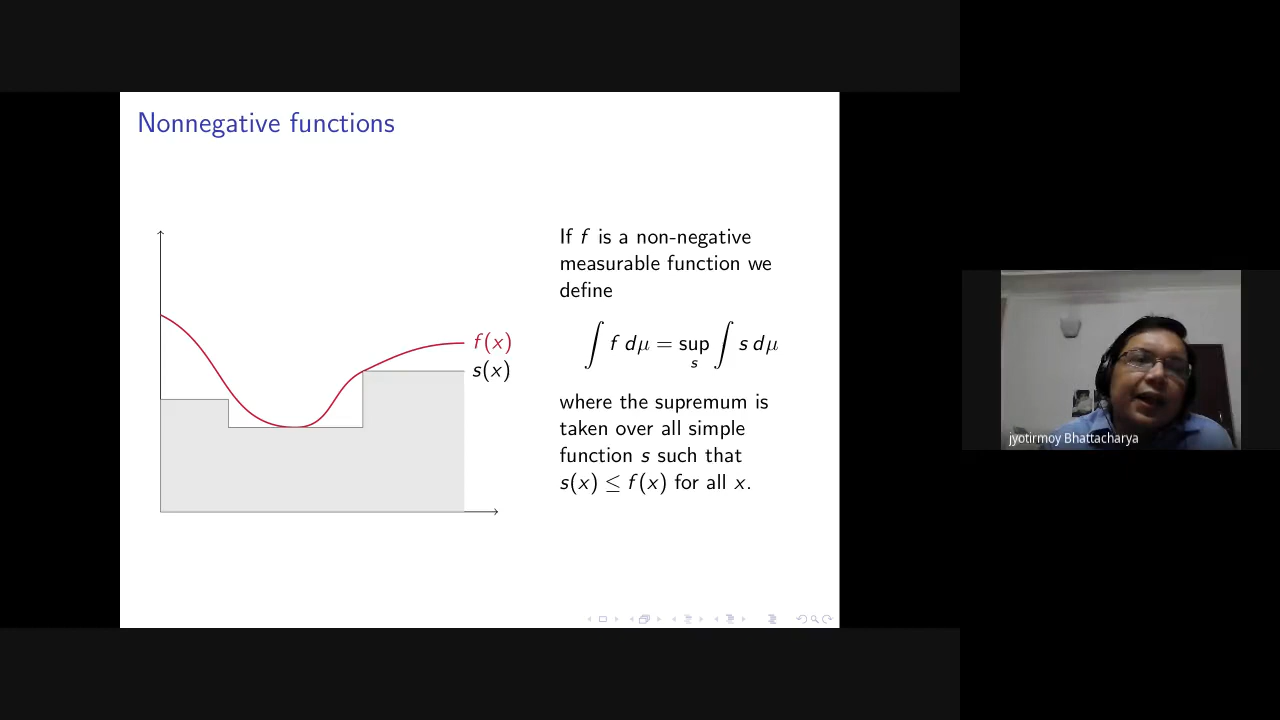 Nonnegative functions
If f is a non-negative
measurable function we
define
∫ f dμ = sup ∫ s dμ
s
where the supremum is
taken over all simple
function s such that
s(x) ≤ f(x) for all x.
f(x)
s(x)
jyotirmoy Bhattacharya